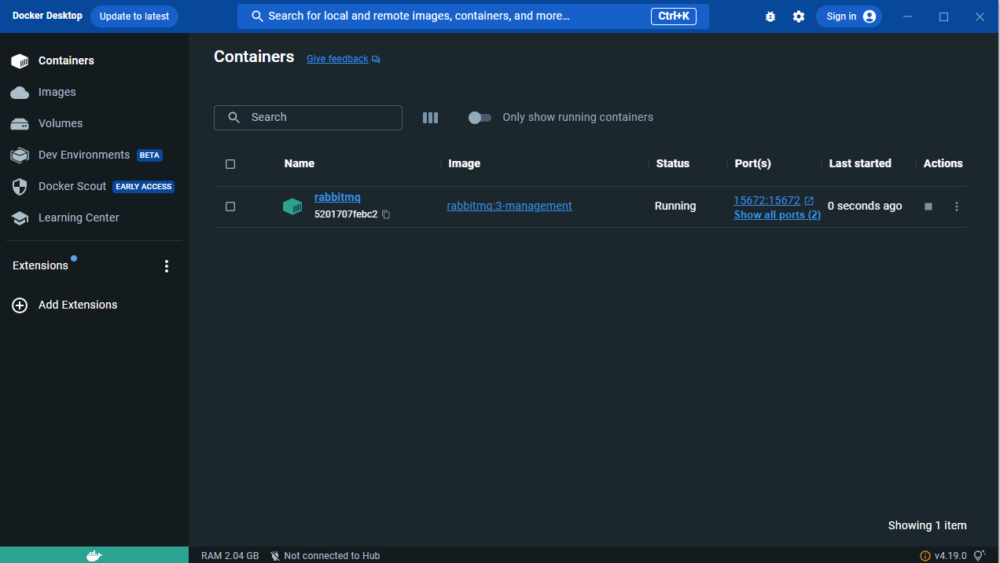 Docker Desktop Update to latest Search for local and remote images, containers, and more... Ctrl+K Sign in
Containers
Images
Volumes
Dev Environments BETA
Docker Scout EARLY ACCESS
Learning Center
Extensions
Add Extensions
Containers Give feedback
Search Only show running containers
Name Image Status Port(s) Last started Actions
rabbitmq rabbitmq:3-management Running 15672:15672 0 seconds ago
5201707febc2 Show all ports (2)
Showing 1 item
RAM 2.04 GB Not connected to Hub v4.19.0